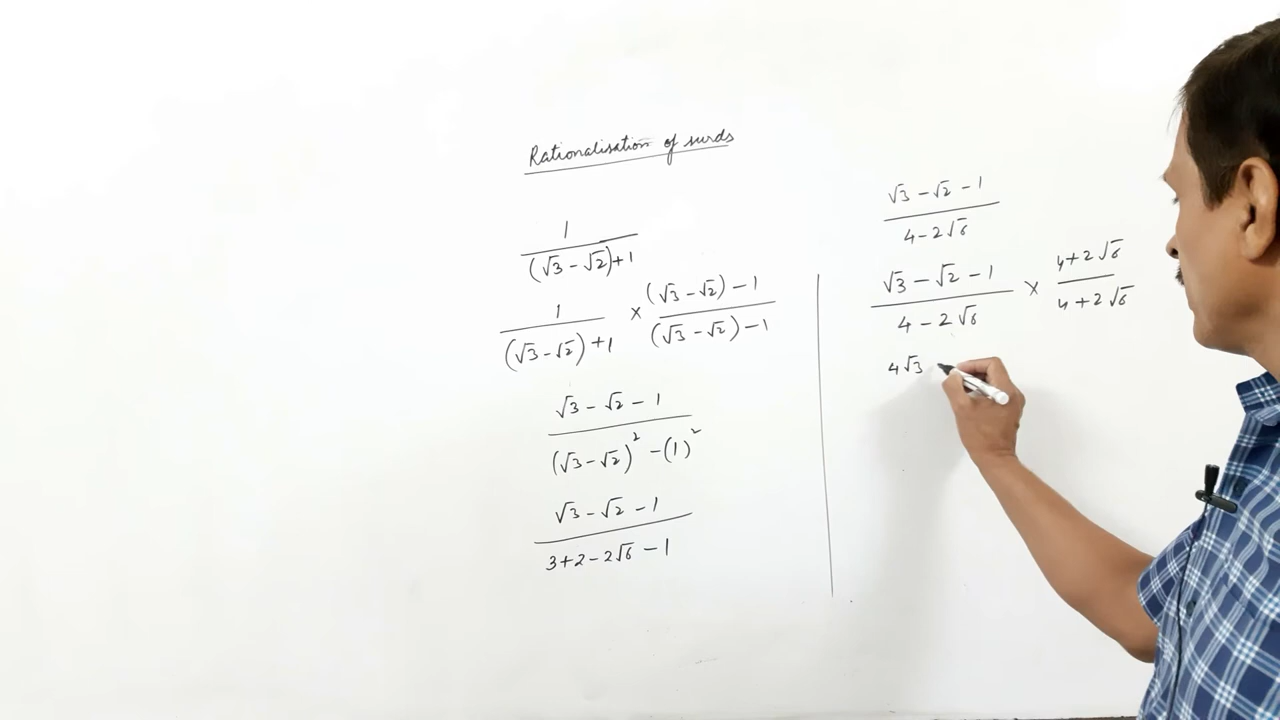 Rationalisation of surds
1
(√3 - √2)+1
1 × (√3 - √2) - 1
(√3 - √2) + 1 (√3 - √2) - 1
√3 - √2 - 1
(√3 - √2)² - (1)²
√3 - √2 - 1
3+2-2√6 - 1
√3 - √2 - 1
4-2√6
√3 - √2 - 1 × 4+2√6
4 - 2√6 4+2√6
4√3